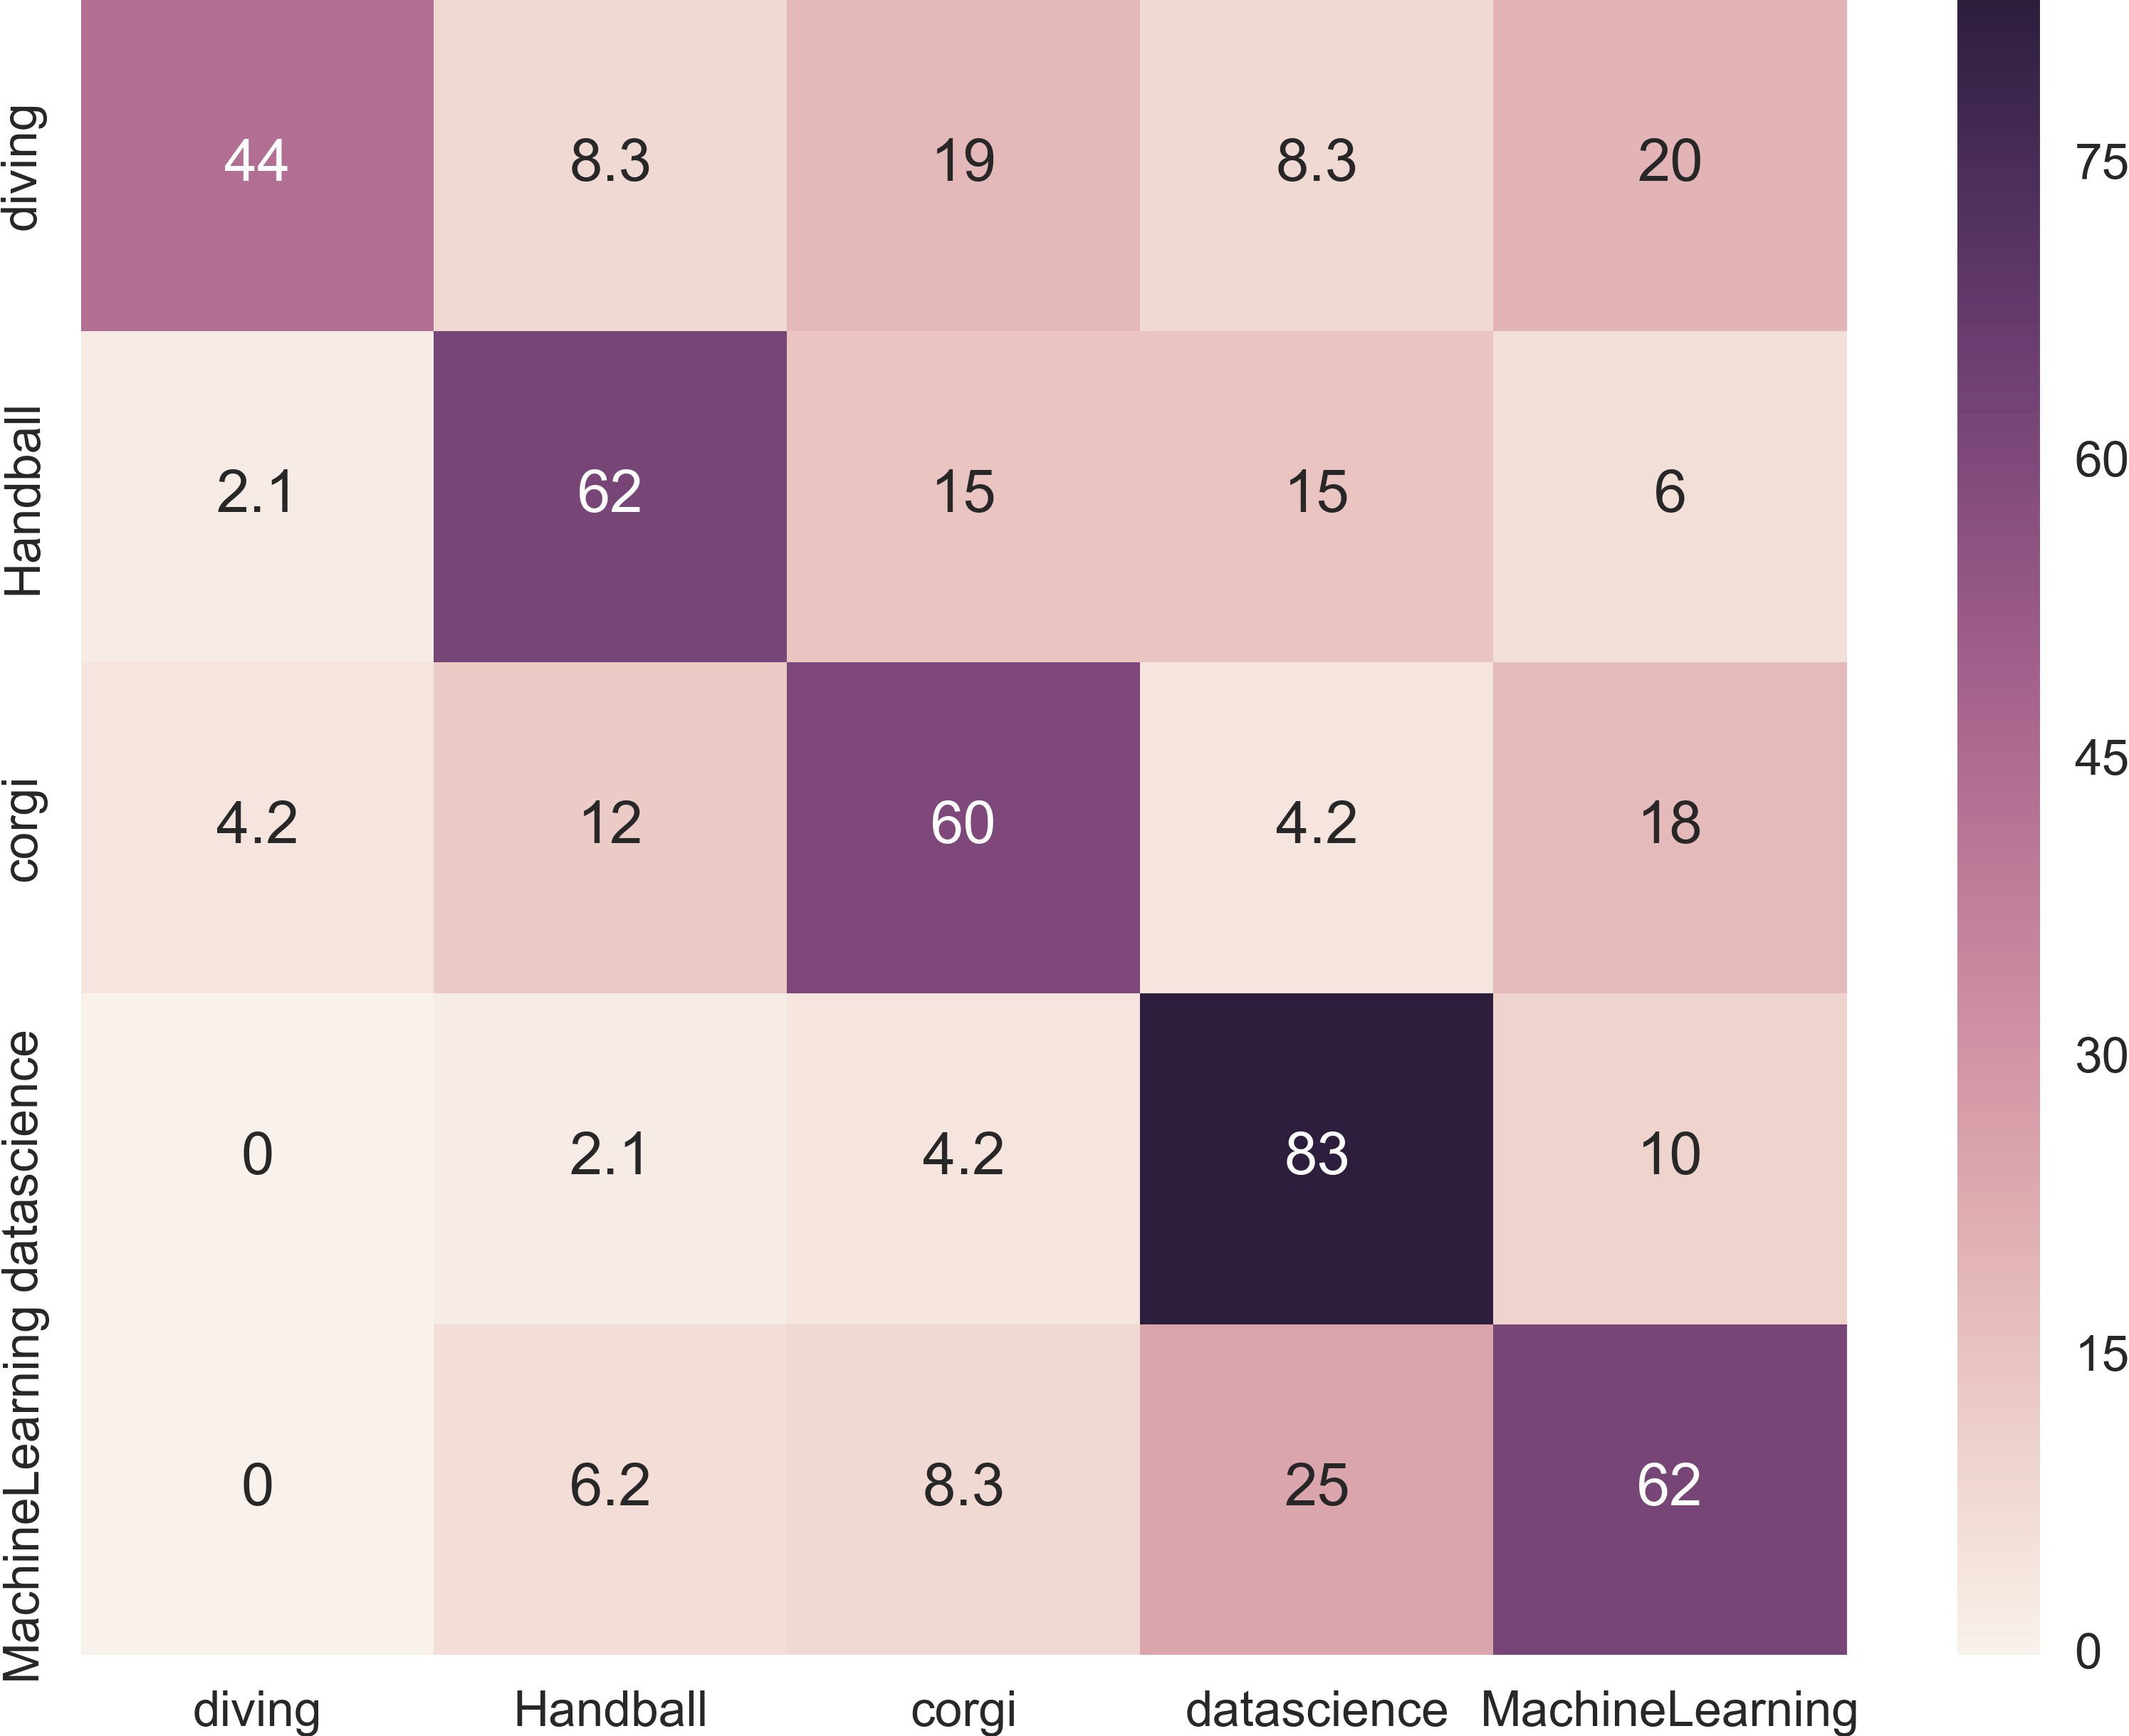 diving
44 8.3 19 8.3 20
Handball
2.1 62 15 15 6
corgi
4.2 12 60 4.2 18
datascience
0 2.1 4.2 83 10
MachineLearning
0 6.2 8.3 25 62
diving Handball corgi datascience MachineLearning
75
60
45
30
15
0